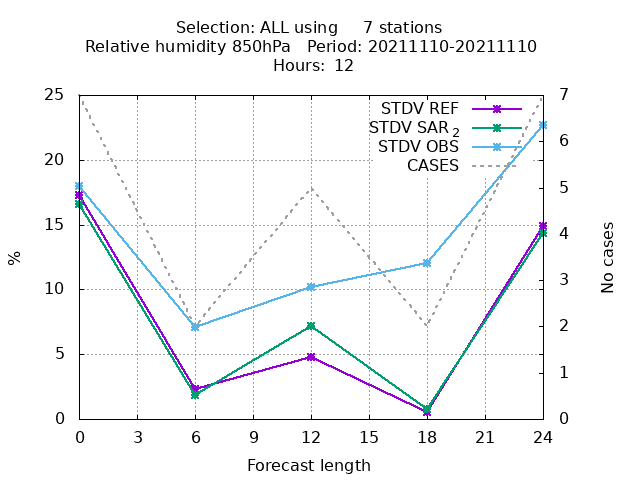 Selection: ALL using     7 stations
Relative humidity 850hPa   Period: 20211110-20211110
Hours: 12
25
20
15
10
5
0
%
STDV REF
STDV SAR 2
STDV OBS
CASES
7
6
5
4
3
2
1
0
No cases
0 3 6 9 12 15 18 21 24
Forecast length